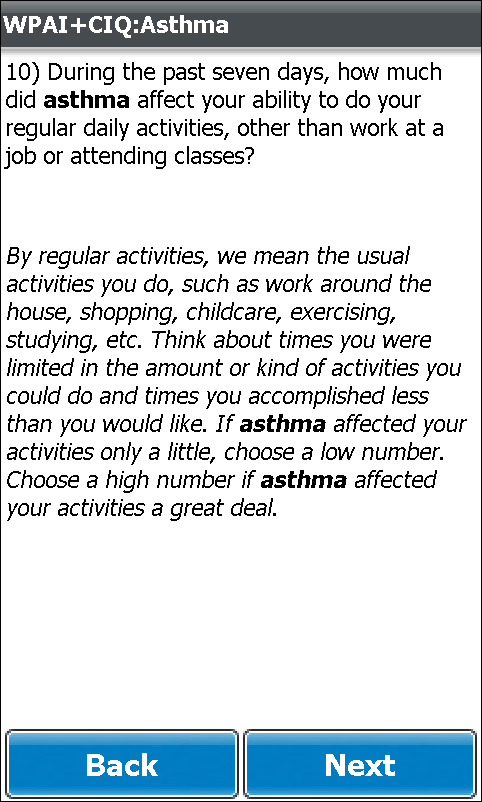 WPAI+CIQ:Asthma
10) During the past seven days, how much
did asthma affect your ability to do your
regular daily activities, other than work at a
job or attending classes?
By regular activities, we mean the usual
activities you do, such as work around the
house, shopping, childcare, exercising,
studying, etc. Think about times you were
limited in the amount or kind of activities you
could do and times you accomplished less
than you would like. If asthma affected your
activities only a little, choose a low number.
Choose a high number if asthma affected
your activities a great deal.
Back
Next